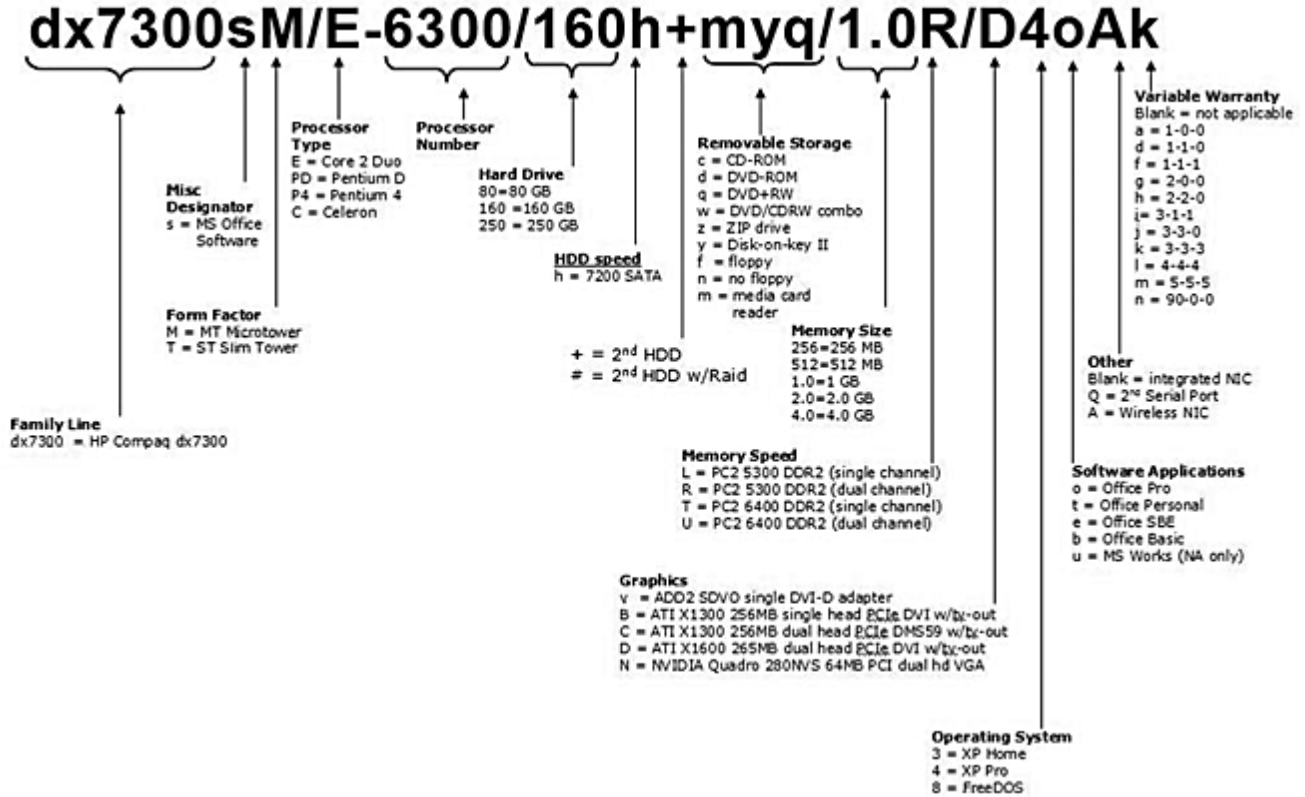 dx7300sM/E-6300/160h+myq/1.0R/D4oAk
Family Line
dx7300 = HP Compaq dx7300
Misc
Designator
s = MS Office
Software
Form Factor
M = MT Microtower
T = ST Slim Tower
Processor
Type
E = Core 2 Duo
PD = Pentium D
P4 = Pentium 4
C = Celeron
Processor
Number
Hard Drive
80=80 GB
160 =160 GB
250 = 250 GB
HDD speed
h = 7200 SATA
+ = 2nd HDD
# = 2nd HDD w/Raid
Removable Storage
c = CD-ROM
d = DVD-ROM
q = DVD+RW
w = DVD/CDRW combo
z = ZIP drive
y = Disk-on-key II
f = floppy
n = no floppy
m = media card
reader
Memory Size
256=256 MB
512=512 MB
1.0=1 GB
2.0=2.0 GB
4.0=4.0 GB
Memory Speed
L = PC2 5300 DDR2 (single channel)
R = PC2 5300 DDR2 (dual channel)
T = PC2 6400 DDR2 (single channel)
U = PC2 6400 DDR2 (dual channel)
Graphics
v = ADD2 SDVO single DVI-D adapter
B = ATI X1300 256MB single head PCIe DVI w/tv-out
C = ATI X1300 256MB dual head PCIe DMS59 w/tv-out
D = ATI X1600 265MB dual head PCIe DVI w/tv-out
N = NVIDIA Quadro 280NVS 64MB PCI dual hd VGA
Operating System
3 = XP Home
4 = XP Pro
8 = FreeDOS
Software Applications
o = Office Pro
t = Office Personal
e = Office SBE
b = Office Basic
u = MS Works (NA only)
Other
Blank = integrated NIC
Q = 2nd Serial Port
A = Wireless NIC
Variable Warranty
Blank = not applicable
a = 1-0-0
d = 1-1-0
f = 1-1-1
g = 2-0-0
h = 2-2-0
i= 3-1-1
j = 3-3-0
k = 3-3-3
l = 4-4-4
m = 5-5-5
n = 90-0-0